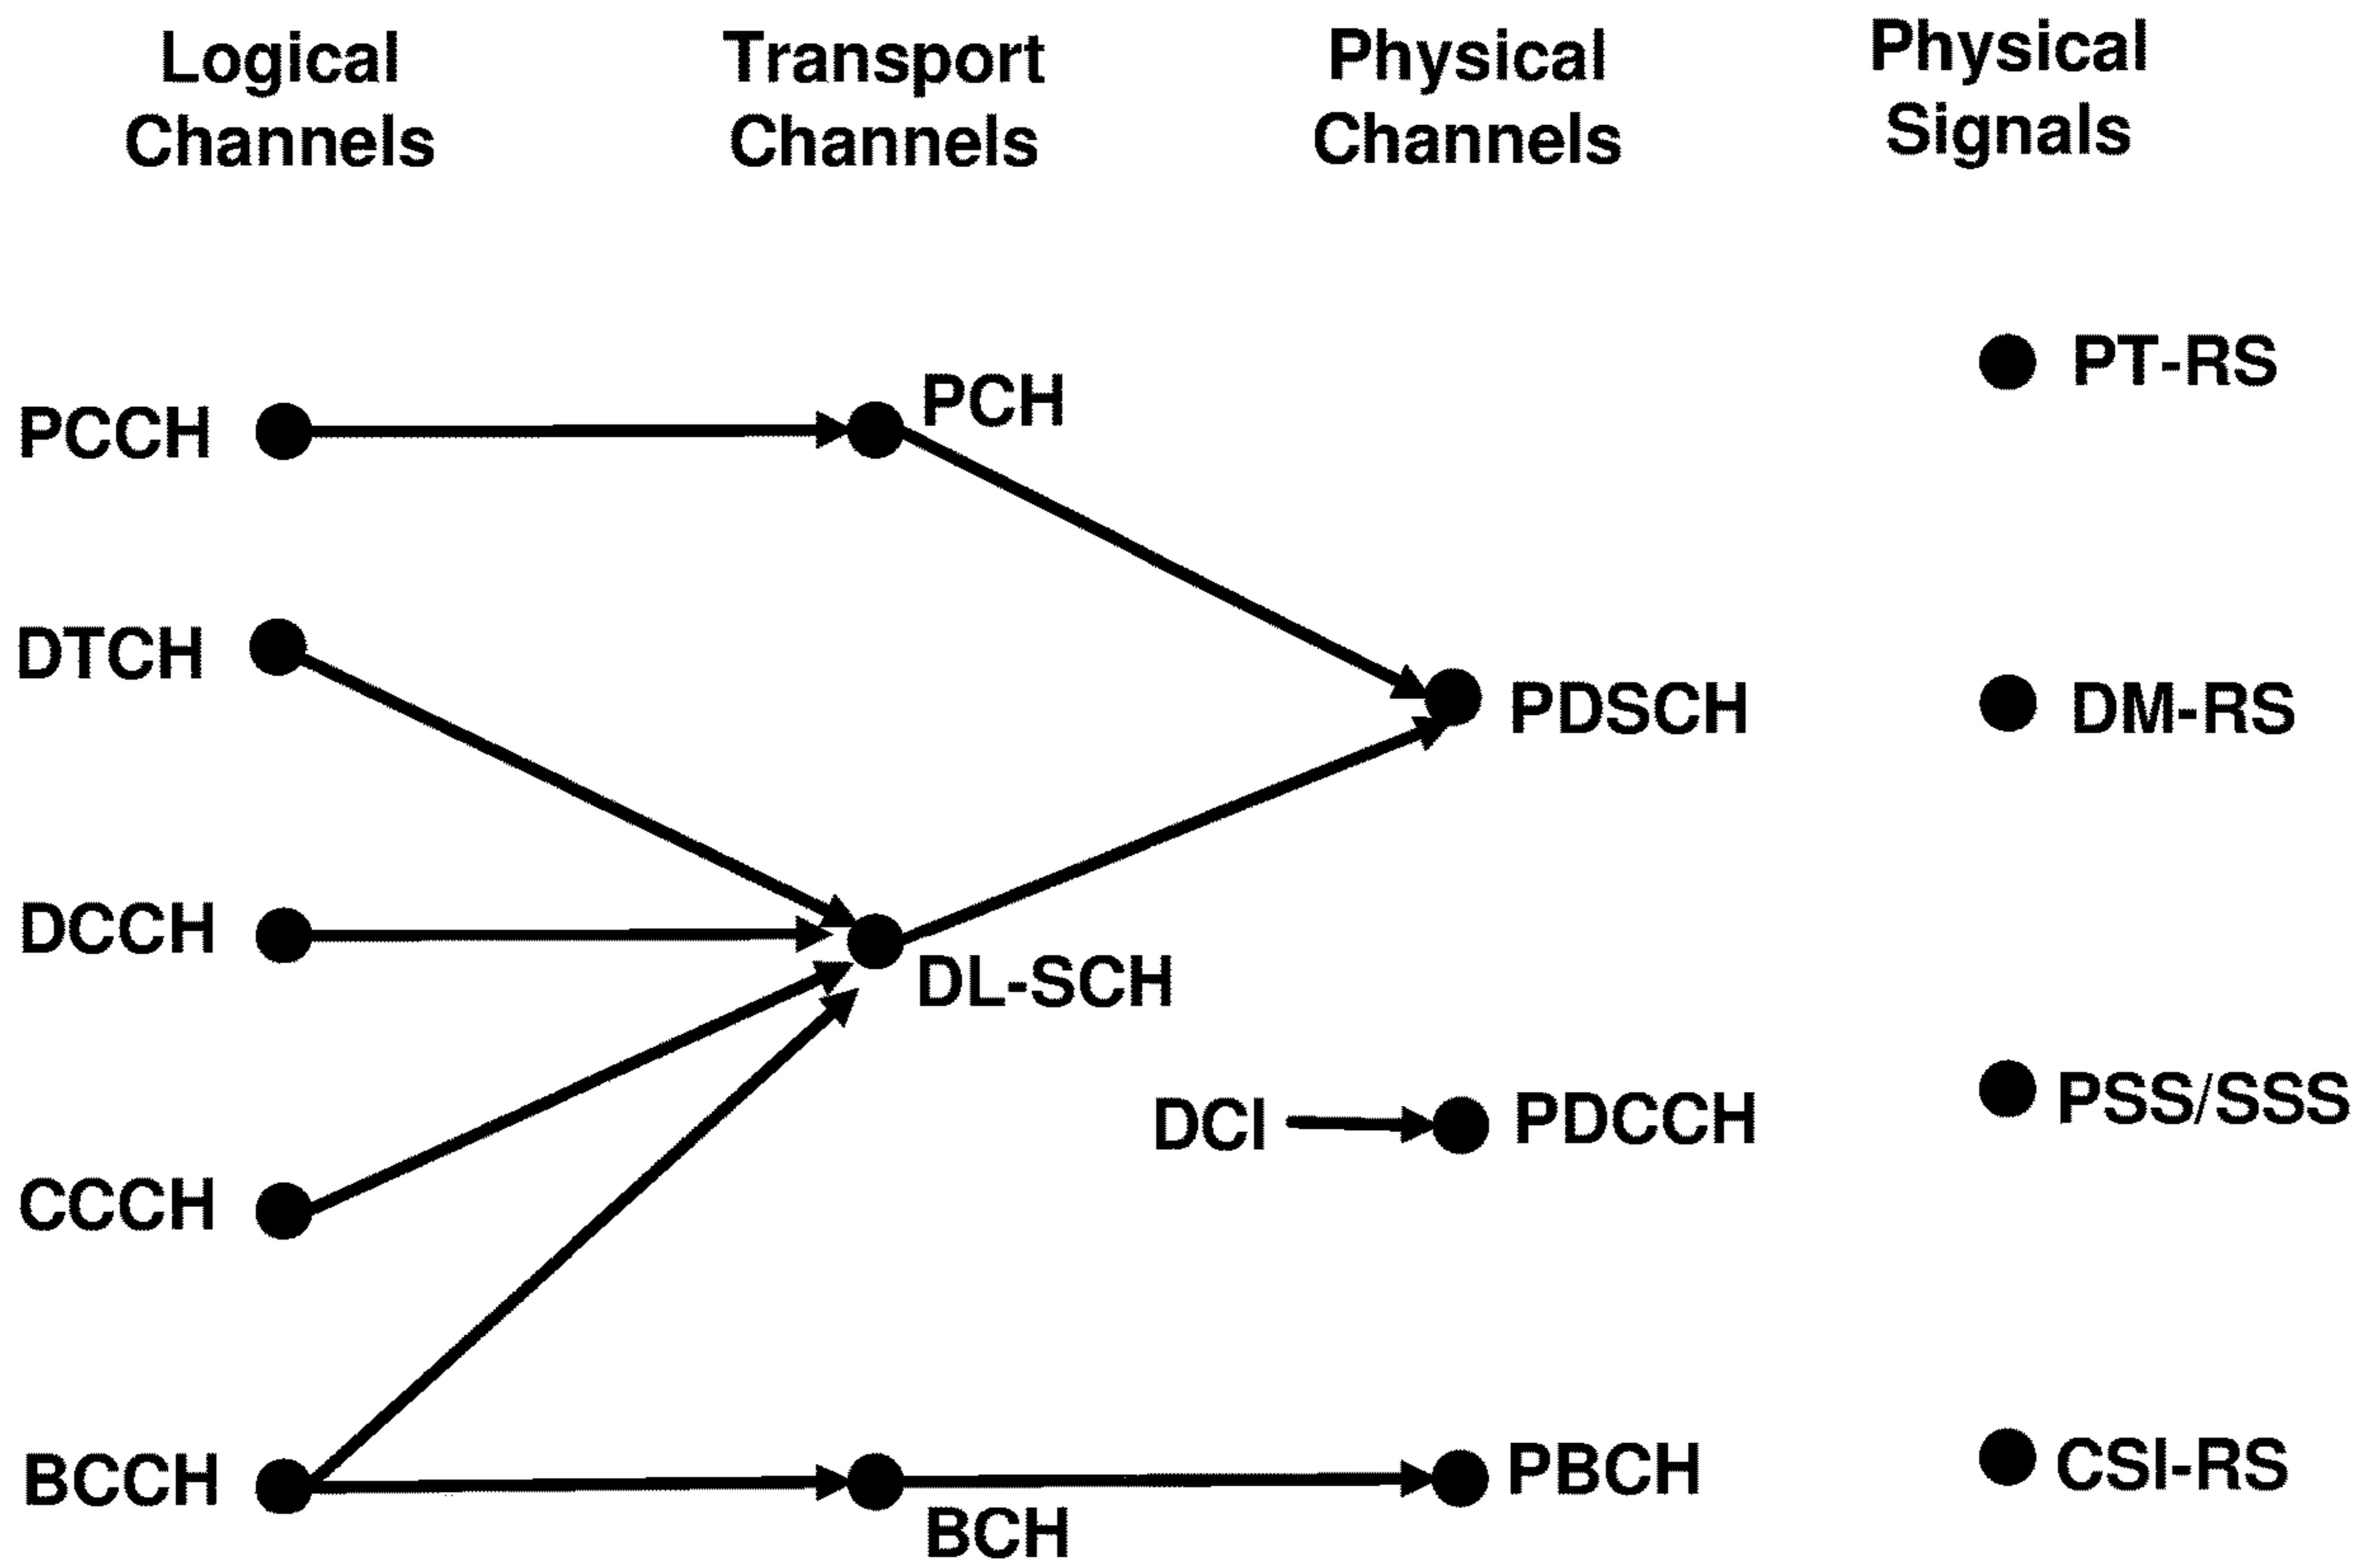 Logical
Channels
Transport
Channels
Physical
Channels
Physical
Signals
PCCH
PCH
PT-RS
DTCH
PDSCH
DM-RS
DCCH
DL-SCH
DCI
PDCCH
PSS/SSS
CCCH
BCCH
BCH
PBCH
CSI-RS